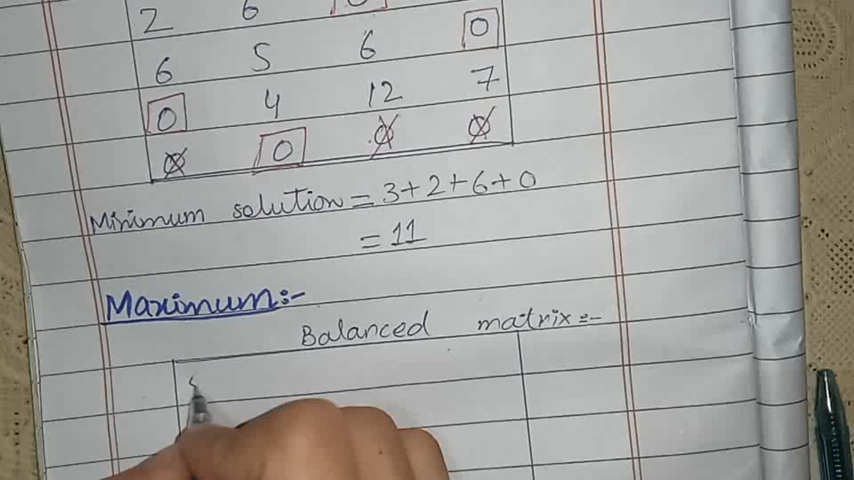 2 6 0
6 5 6 0
0 4 12 7
0 0 0 0
Minimum solution = 3+2+6+0
= 11
Maximum:-
Balanced matrix:-